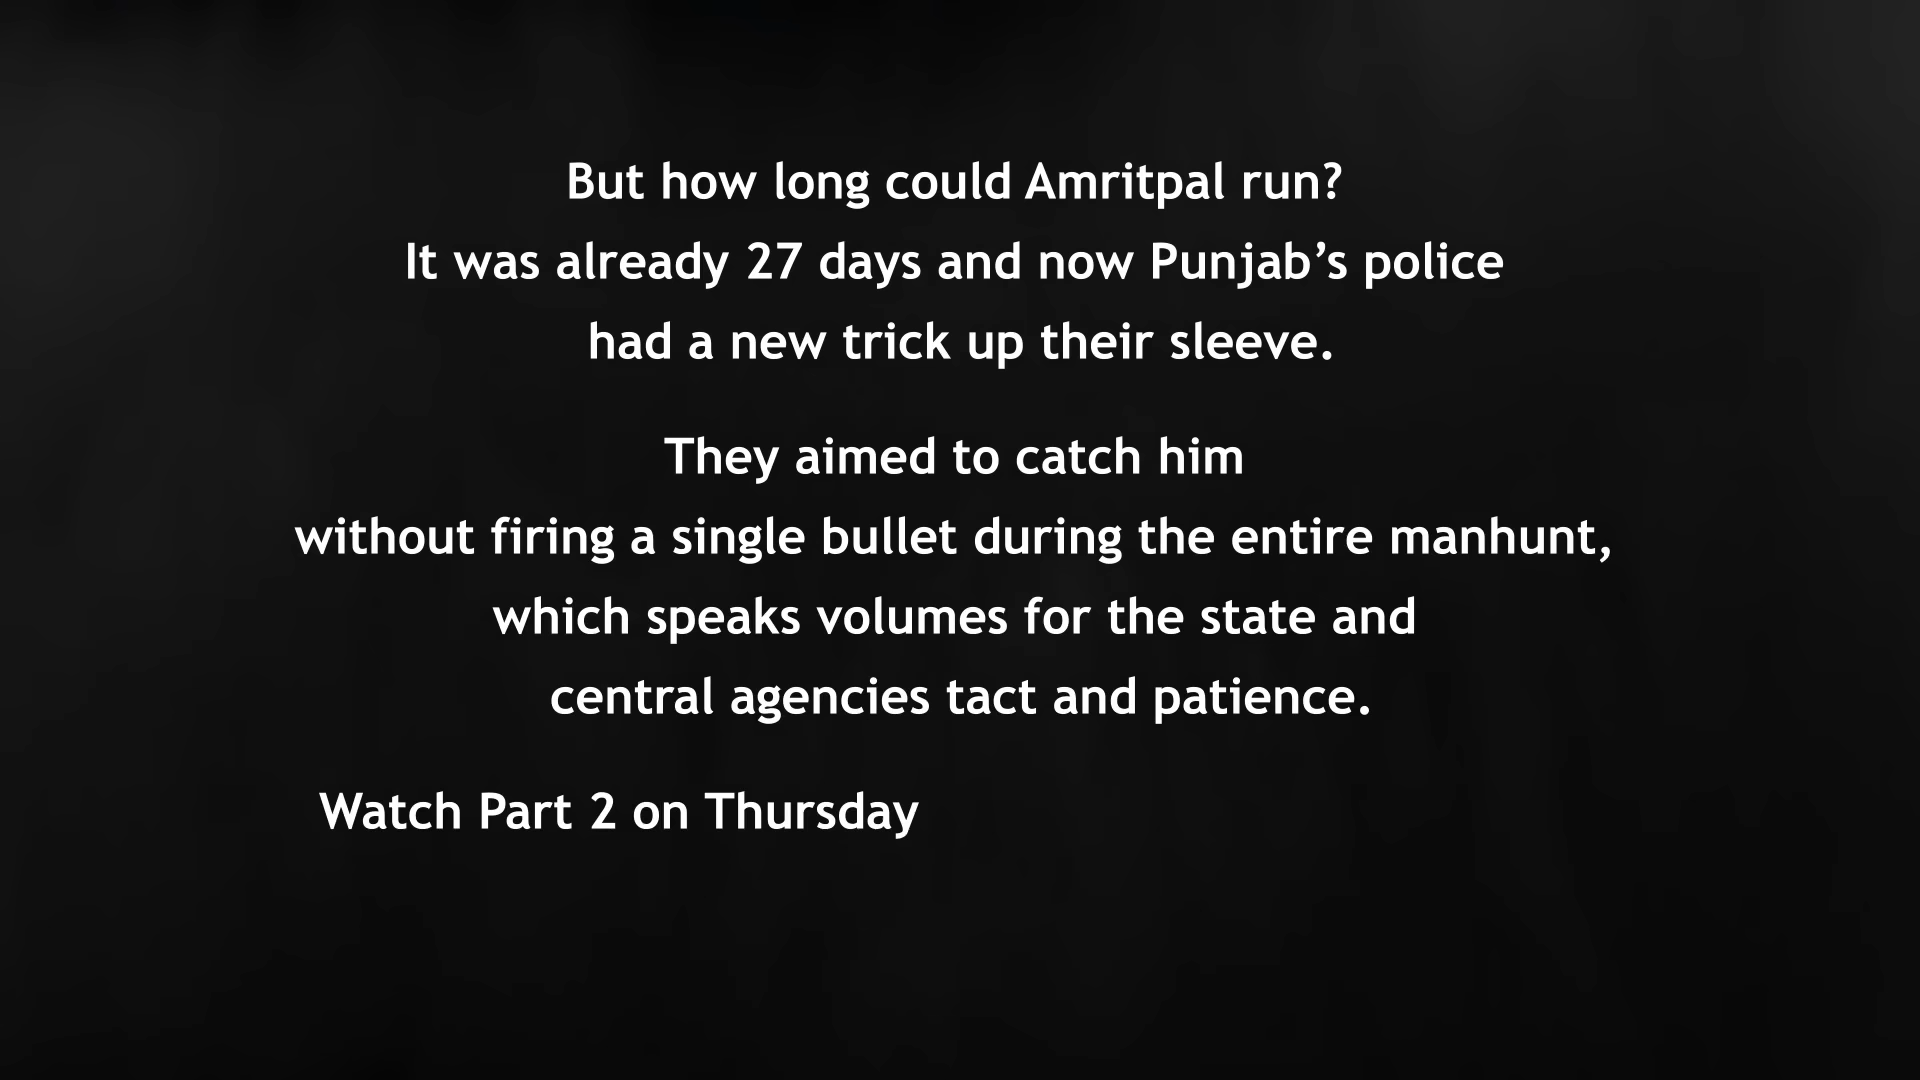 But how long could Amritpal run?
It was already 27 days and now Punjab’s police
had a new trick up their sleeve.
They aimed to catch him
without firing a single bullet during the entire manhunt,
which speaks volumes for the state and
central agencies tact and patience.
Watch Part 2 on Thursday